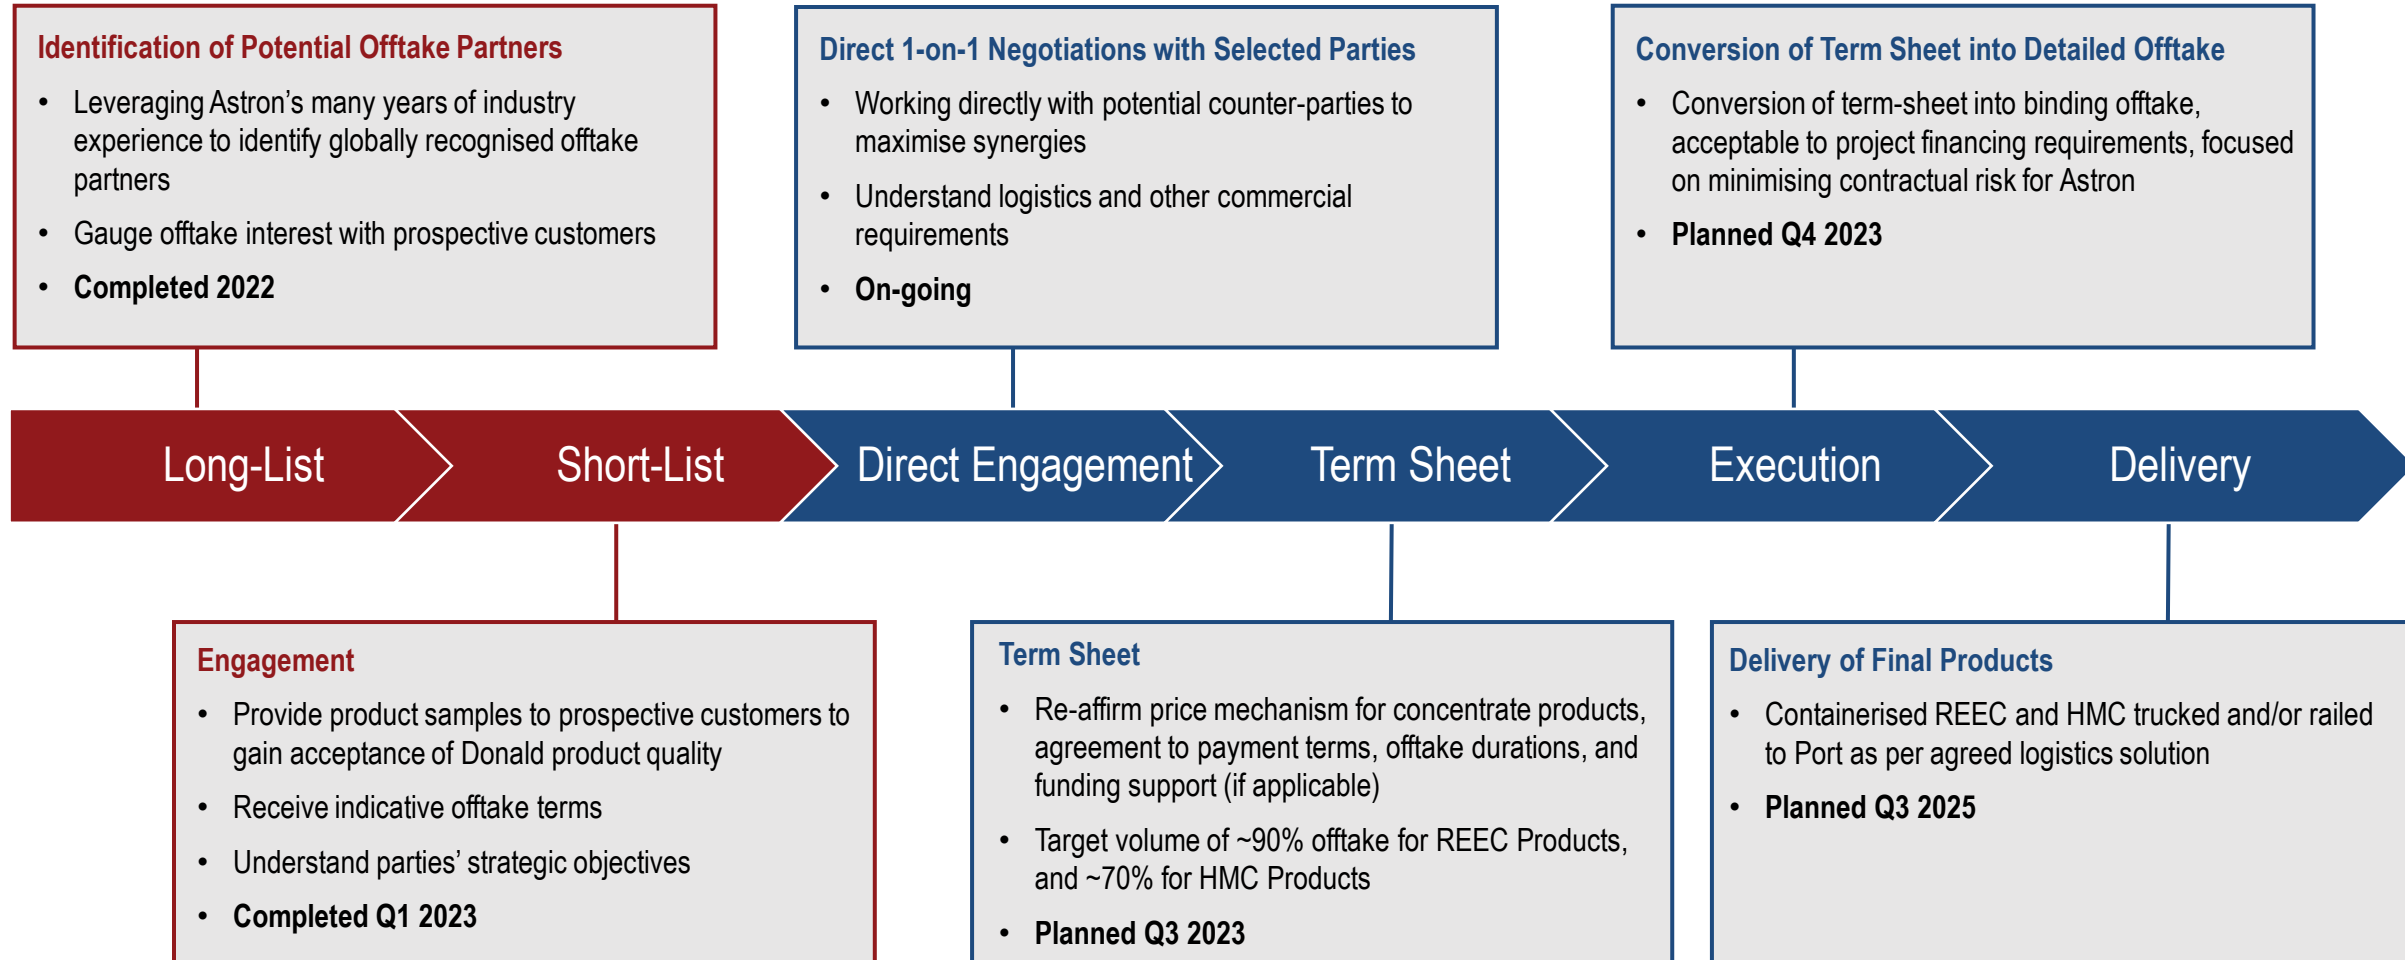 Identification of Potential Offtake Partners
• Leveraging Astron's many years of industry
experience to identify globally recognised offtake
partners
• Gauge offtake interest with prospective customers
• Completed 2022
Direct 1-on-1 Negotiations with Selected Parties
• Working directly with potential counter-parties to
maximise synergies
• Understand logistics and other commercial
requirements
• On-going
Conversion of Term Sheet into Detailed Offtake
• Conversion of term-sheet into binding offtake,
acceptable to project financing requirements, focused
on minimising contractual risk for Astron
• Planned Q4 2023
Long-List
Short-List
Direct Engagement
Term Sheet
Execution
Delivery
Engagement
• Provide product samples to prospective customers to
gain acceptance of Donald product quality
• Receive indicative offtake terms
• Understand parties' strategic objectives
• Completed Q1 2023
Term Sheet
• Re-affirm price mechanism for concentrate products,
agreement to payment terms, offtake durations, and
funding support (if applicable)
• Target volume of ~90% offtake for REEC Products,
and ~70% for HMC Products
• Planned Q3 2023
Delivery of Final Products
• Containerised REEC and HMC trucked and/or railed
to Port as per agreed logistics solution
• Planned Q3 2025